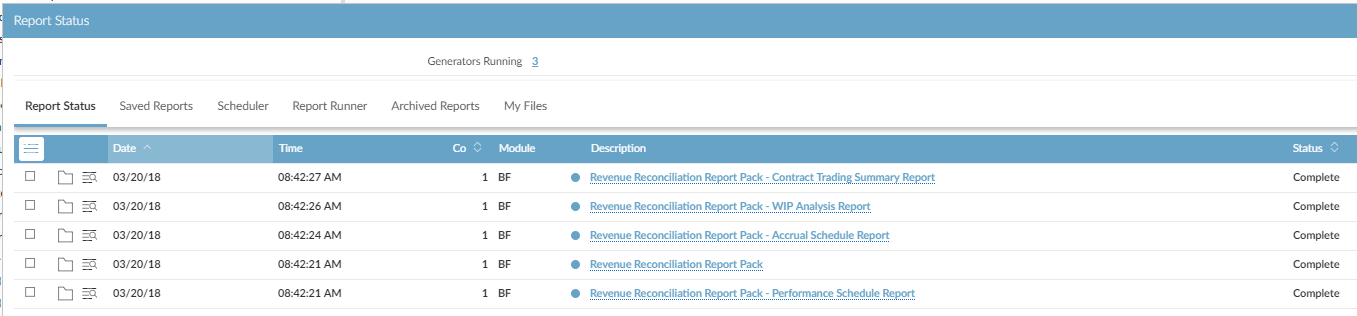 Report Status
Generators Running 3
Report Status Saved Reports Scheduler Report Runner Archived Reports My Files
Date Time Co Module Description Status
03/20/18 08:42:27 AM 1 BF Revenue Reconciliation Report Pack - Contract Trading Summary Report Complete
03/20/18 08:42:26 AM 1 BF Revenue Reconciliation Report Pack - WIP Analysis Report Complete
03/20/18 08:42:24 AM 1 BF Revenue Reconciliation Report Pack - Accrual Schedule Report Complete
03/20/18 08:42:21 AM 1 BF Revenue Reconciliation Report Pack Complete
03/20/18 08:42:21 AM 1 BF Revenue Reconciliation Report Pack - Performance Schedule Report Complete